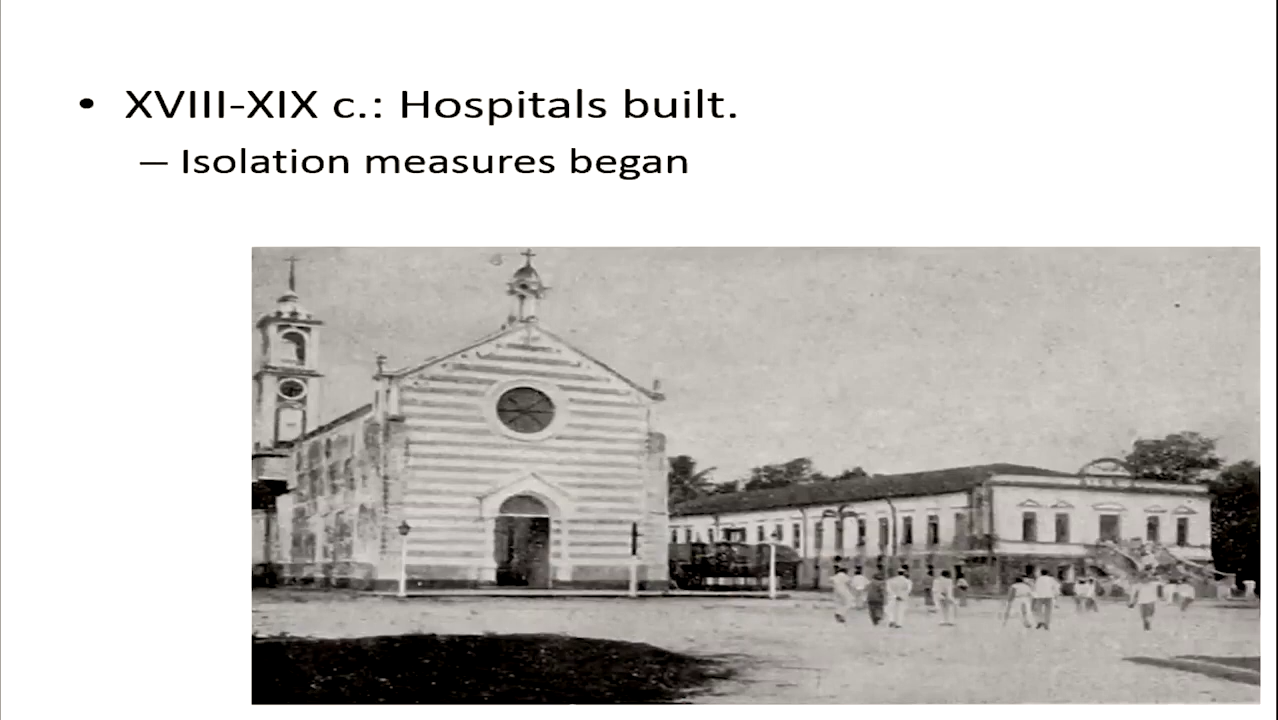 • XVIII-XIX c.: Hospitals built.
– Isolation measures began